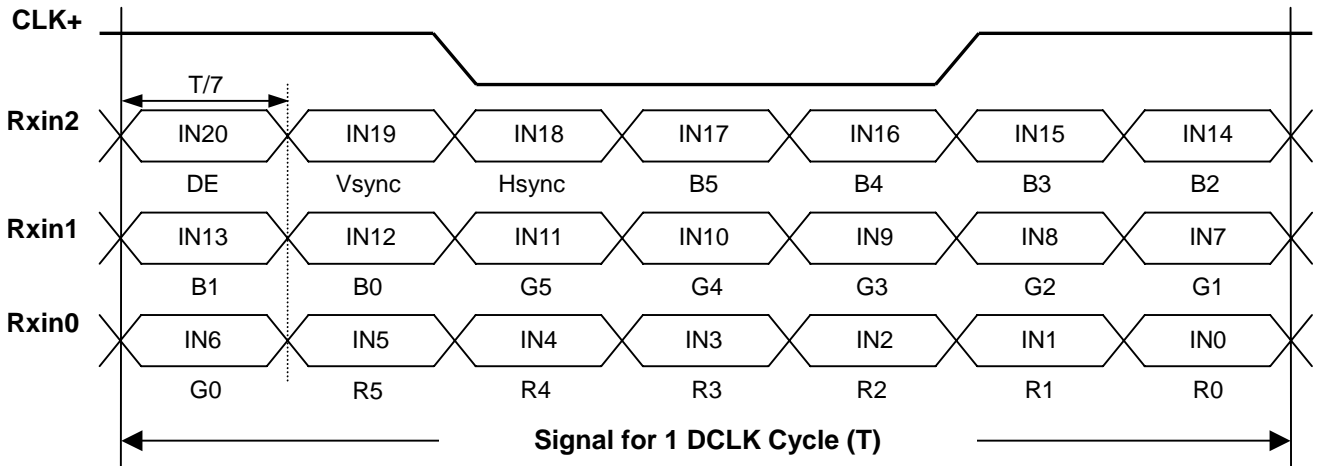 CLK+
T/7
Rxin2 IN20 IN19 IN18 IN17 IN16 IN15 IN14
DE Vsync Hsync B5 B4 B3 B2
Rxin1 IN13 IN12 IN11 IN10 IN9 IN8 IN7
B1 B0 G5 G4 G3 G2 G1
Rxin0 IN6 IN5 IN4 IN3 IN2 IN1 IN0
G0 R5 R4 R3 R2 R1 R0
Signal for 1 DCLK Cycle (T)